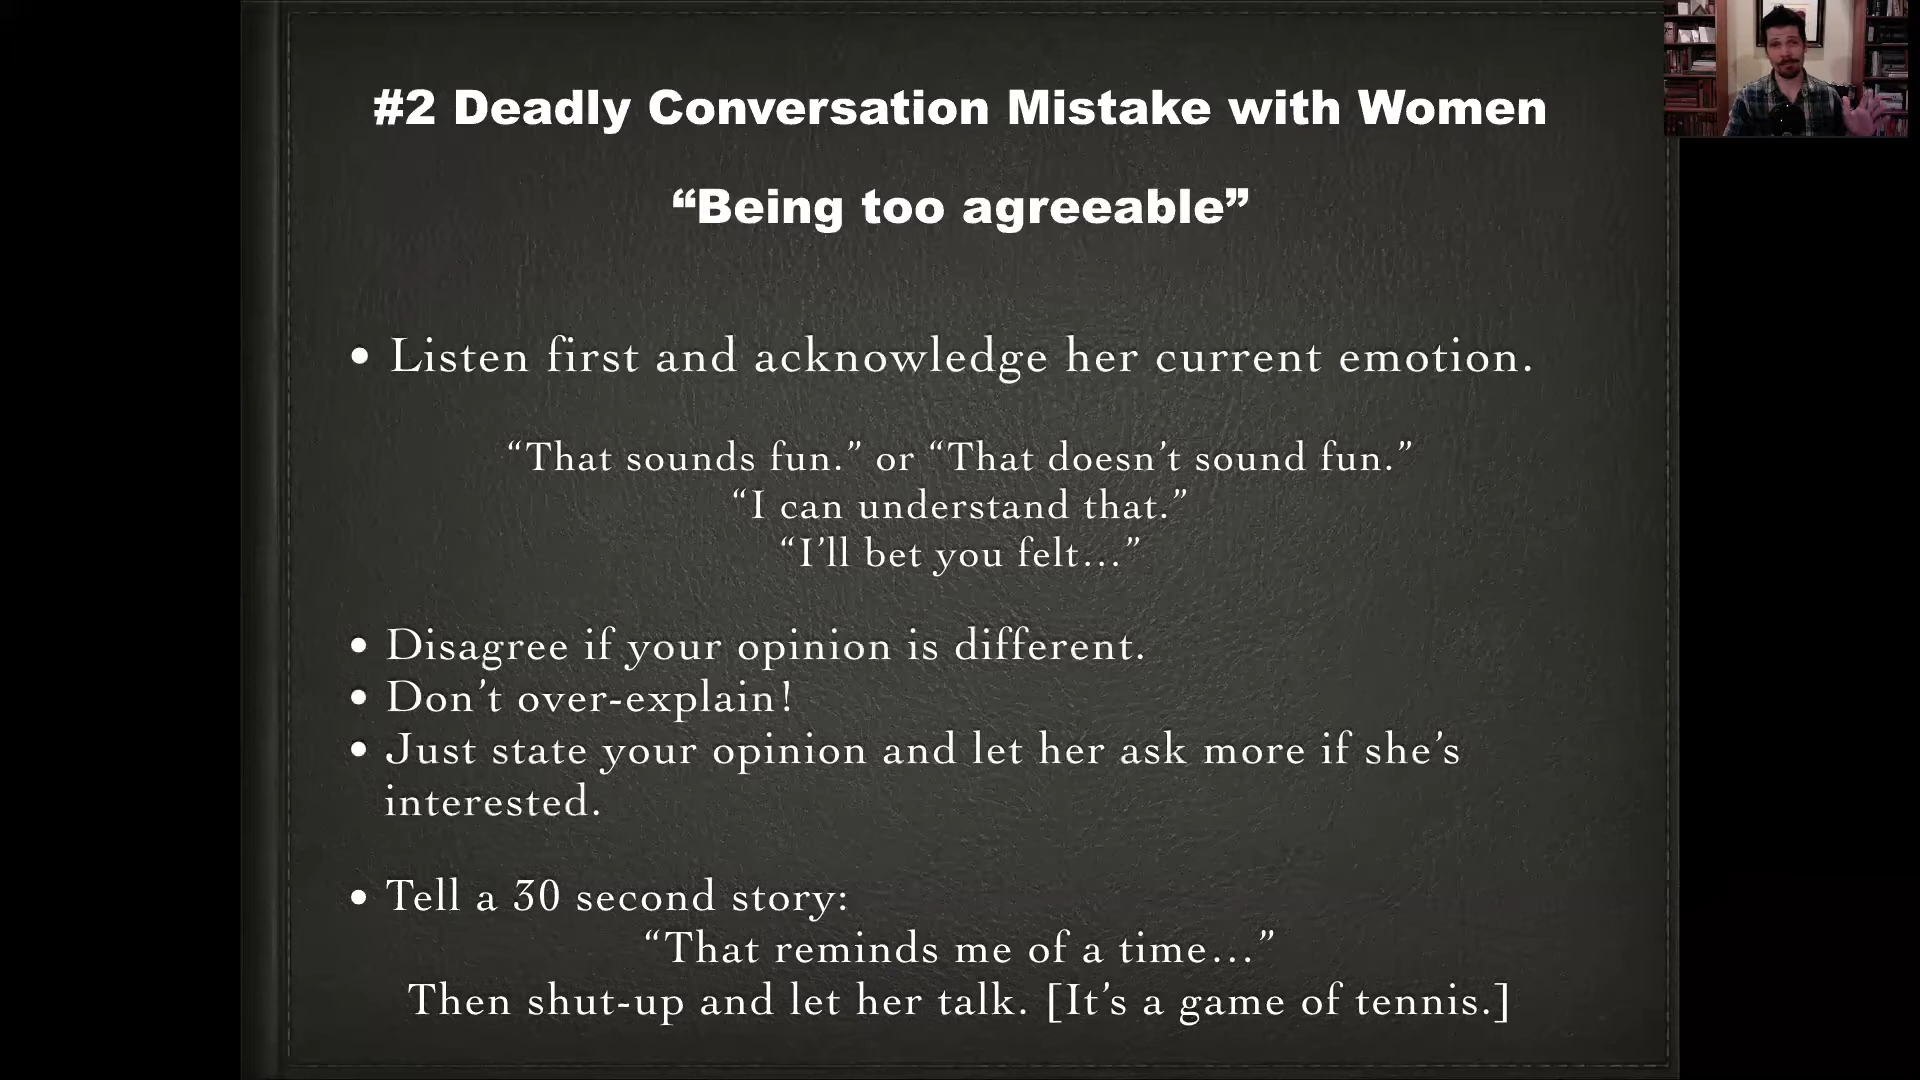 #2 Deadly Conversation Mistake with Women
“Being too agreeable”
• Listen first and acknowledge her current emotion.
“That sounds fun.” or “That doesn’t sound fun.”
“I can understand that.”
“I’ll bet you felt…”
• Disagree if your opinion is different.
• Don’t over-explain!
• Just state your opinion and let her ask more if she’s
interested.
• Tell a 30 second story:
“That reminds me of a time…”
Then shut-up and let her talk. [It’s a game of tennis.]